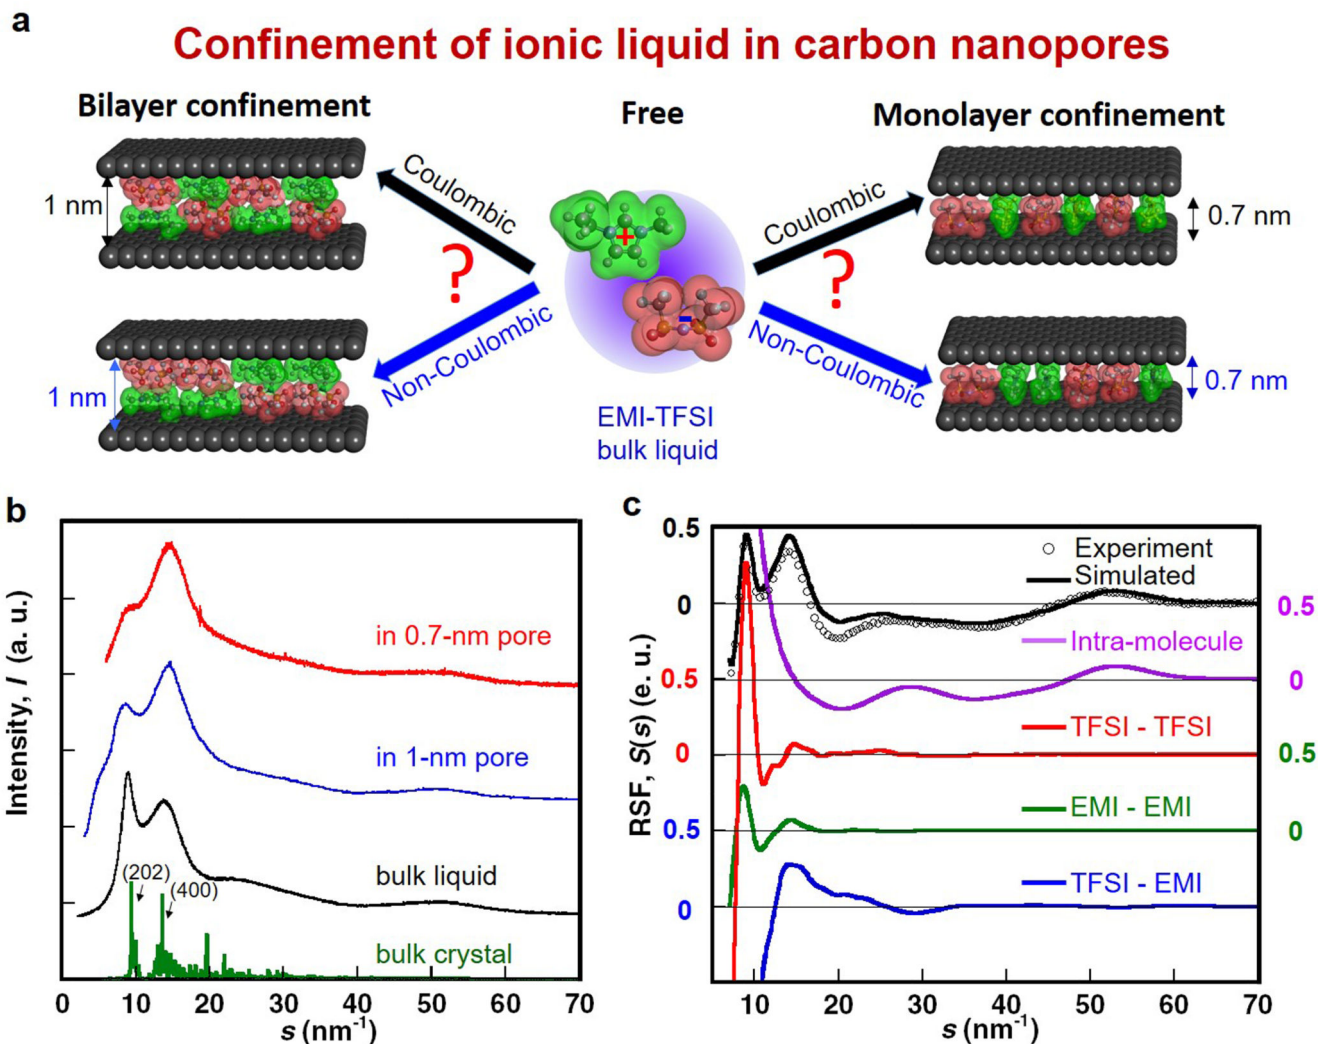 a
Confinement of ionic liquid in carbon nanopores
Bilayer confinement
Free
Monolayer confinement
Coulombic
Coulombic
1 nm
0.7 nm
?
?
+
-
Non-Coulombic
Non-Coulombic
1 nm
0.7 nm
EMI-TFSI
bulk liquid
b
Intensity, I (a. u.)
in 0.7-nm pore
in 1-nm pore
bulk liquid
(202)
(400)
bulk crystal
0 10 20 30 40 50 60 70
s (nm-1)
c
RSF, S(s) (e. u.)
0.5
0
0.5
0
0.5
0
Experiment
Simulated
Intra-molecule
TFSI - TFSI
EMI - EMI
TFSI - EMI
0.5
0
0.5
0
10 20 30 40 50 60 70
s (nm-1)